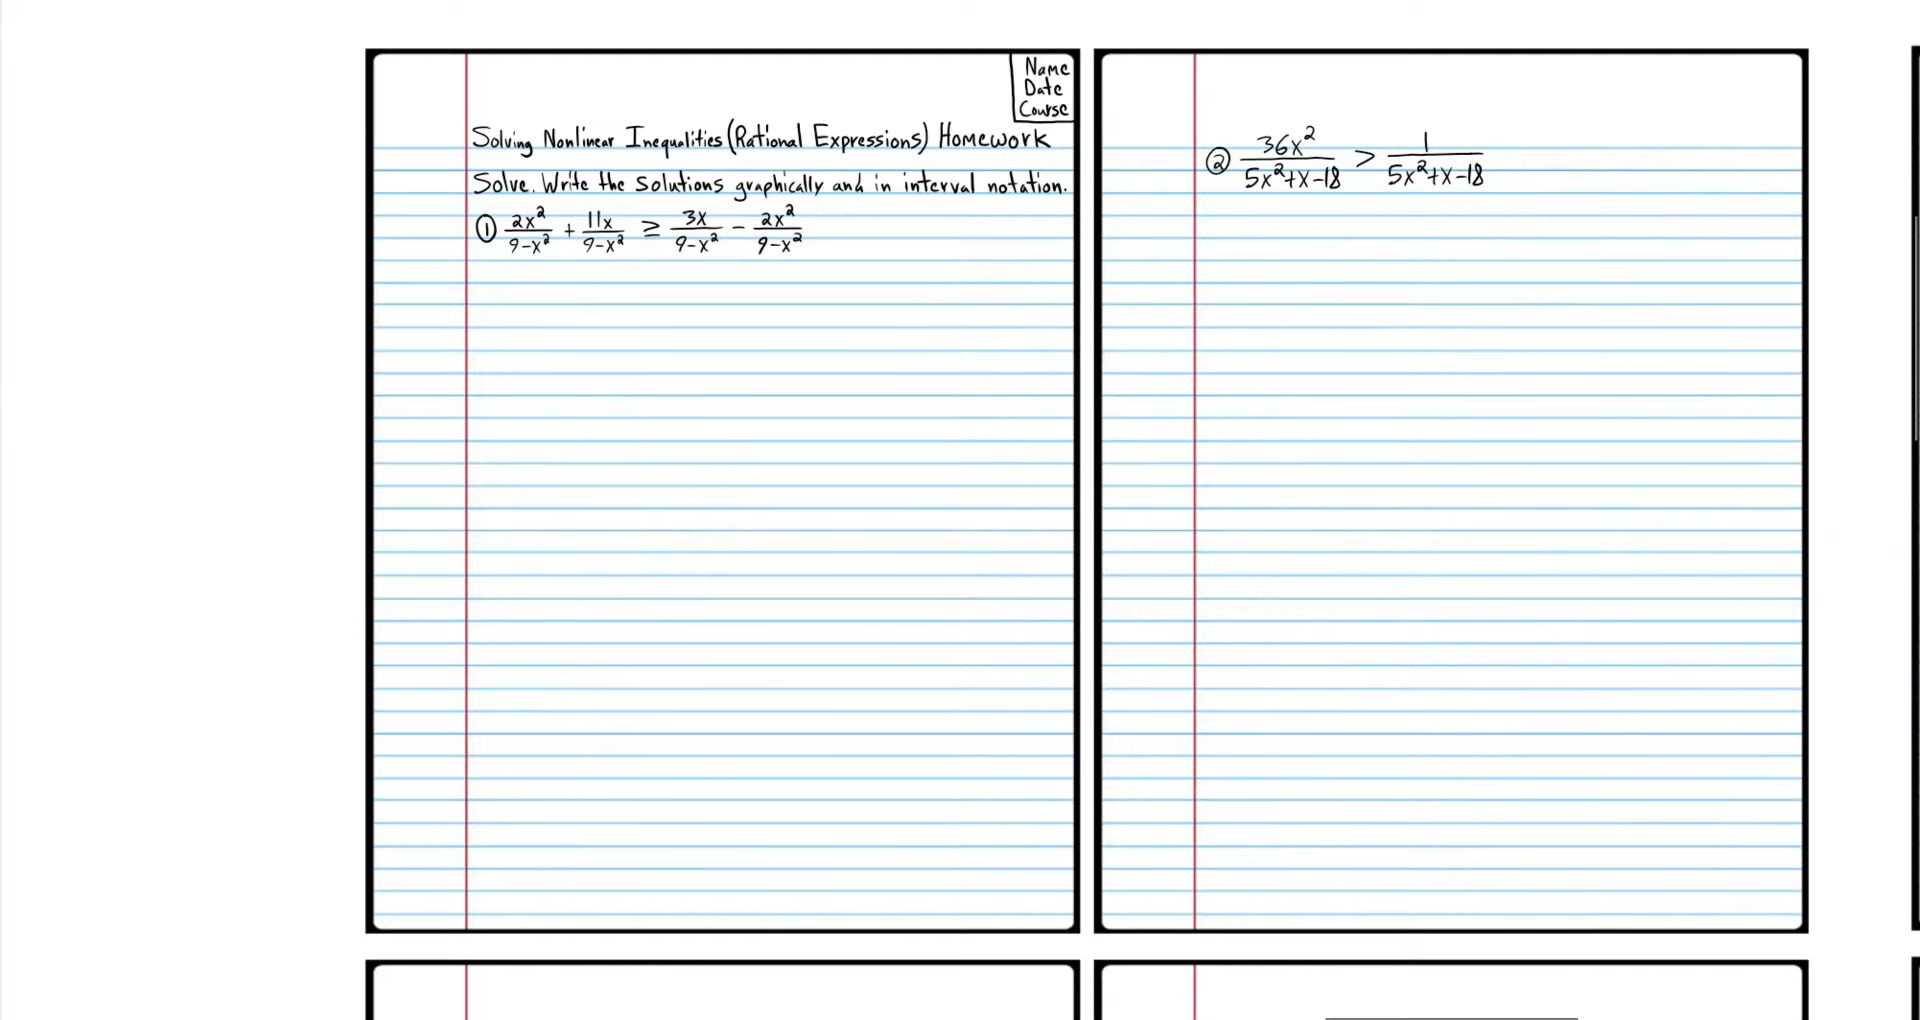 Name
Date
Course
Solving Nonlinear Inequalities (Rational Expressions) Homework
Solve. Write the solutions graphically and in interval notation.
① 2x²/(9-x²) + 11x/(9-x²) ≥ 3x/(9-x²) - 2x²/(9-x²)
② 36x²/(5x²+x-18) > 1/(5x²+x-18)